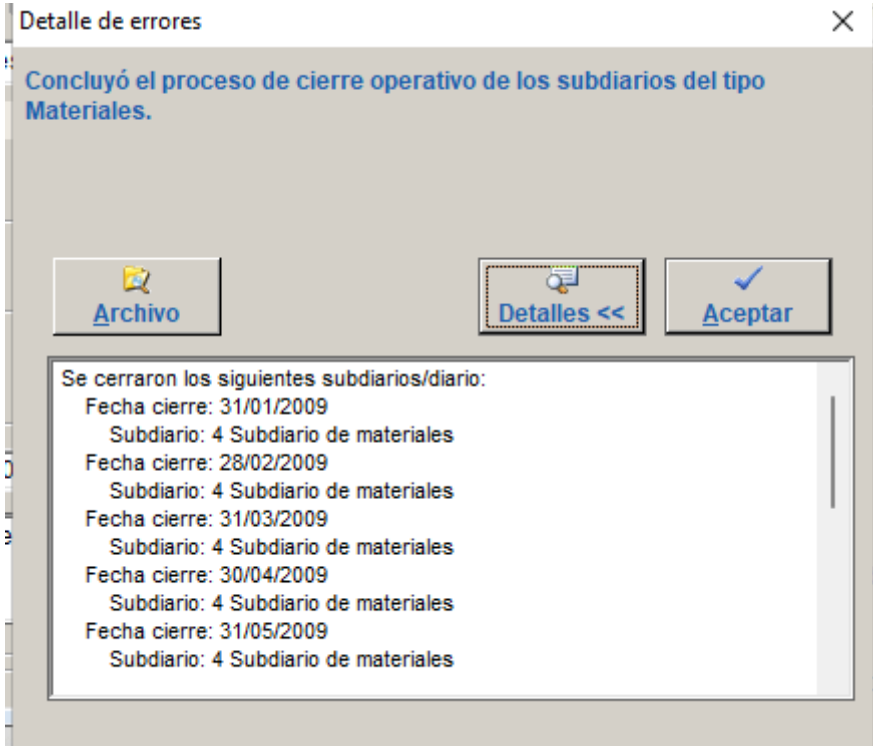 Detalle de errores
Concluyó el proceso de cierre operativo de los subdiarios del tipo
Materiales.
Archivo
Detalles <<
Aceptar
Se cerraron los siguientes subdiarios/diario:
Fecha cierre: 31/01/2009
Subdiario: 4 Subdiario de materiales
Fecha cierre: 28/02/2009
Subdiario: 4 Subdiario de materiales
Fecha cierre: 31/03/2009
Subdiario: 4 Subdiario de materiales
Fecha cierre: 30/04/2009
Subdiario: 4 Subdiario de materiales
Fecha cierre: 31/05/2009
Subdiario: 4 Subdiario de materiales